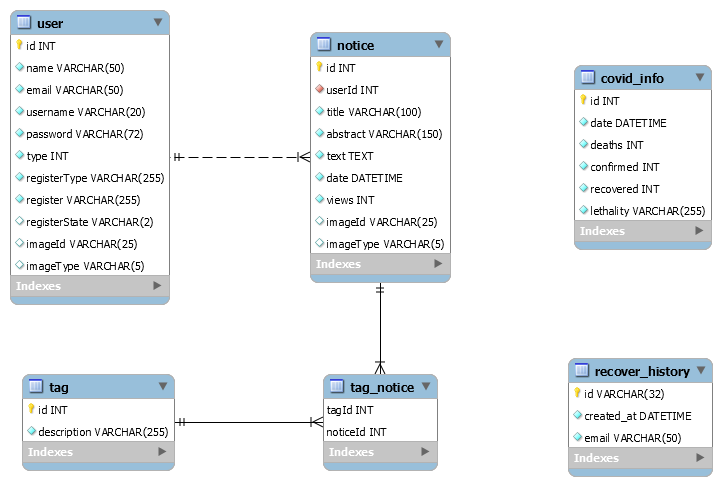 user
id INT
name VARCHAR(50)
email VARCHAR(50)
username VARCHAR(20)
password VARCHAR(72)
type INT
registerType VARCHAR(255)
register VARCHAR(255)
registerState VARCHAR(2)
imageId VARCHAR(25)
imageType VARCHAR(5)
Indexes
notice
id INT
userId INT
title VARCHAR(100)
abstract VARCHAR(150)
text TEXT
date DATETIME
views INT
imageId VARCHAR(25)
imageType VARCHAR(5)
Indexes
covid_info
id INT
date DATETIME
deaths INT
confirmed INT
recovered INT
lethality VARCHAR(255)
Indexes
tag
id INT
description VARCHAR(255)
Indexes
tag_notice
tagId INT
noticeId INT
Indexes
recover_history
id VARCHAR(32)
created_at DATETIME
email VARCHAR(50)
Indexes